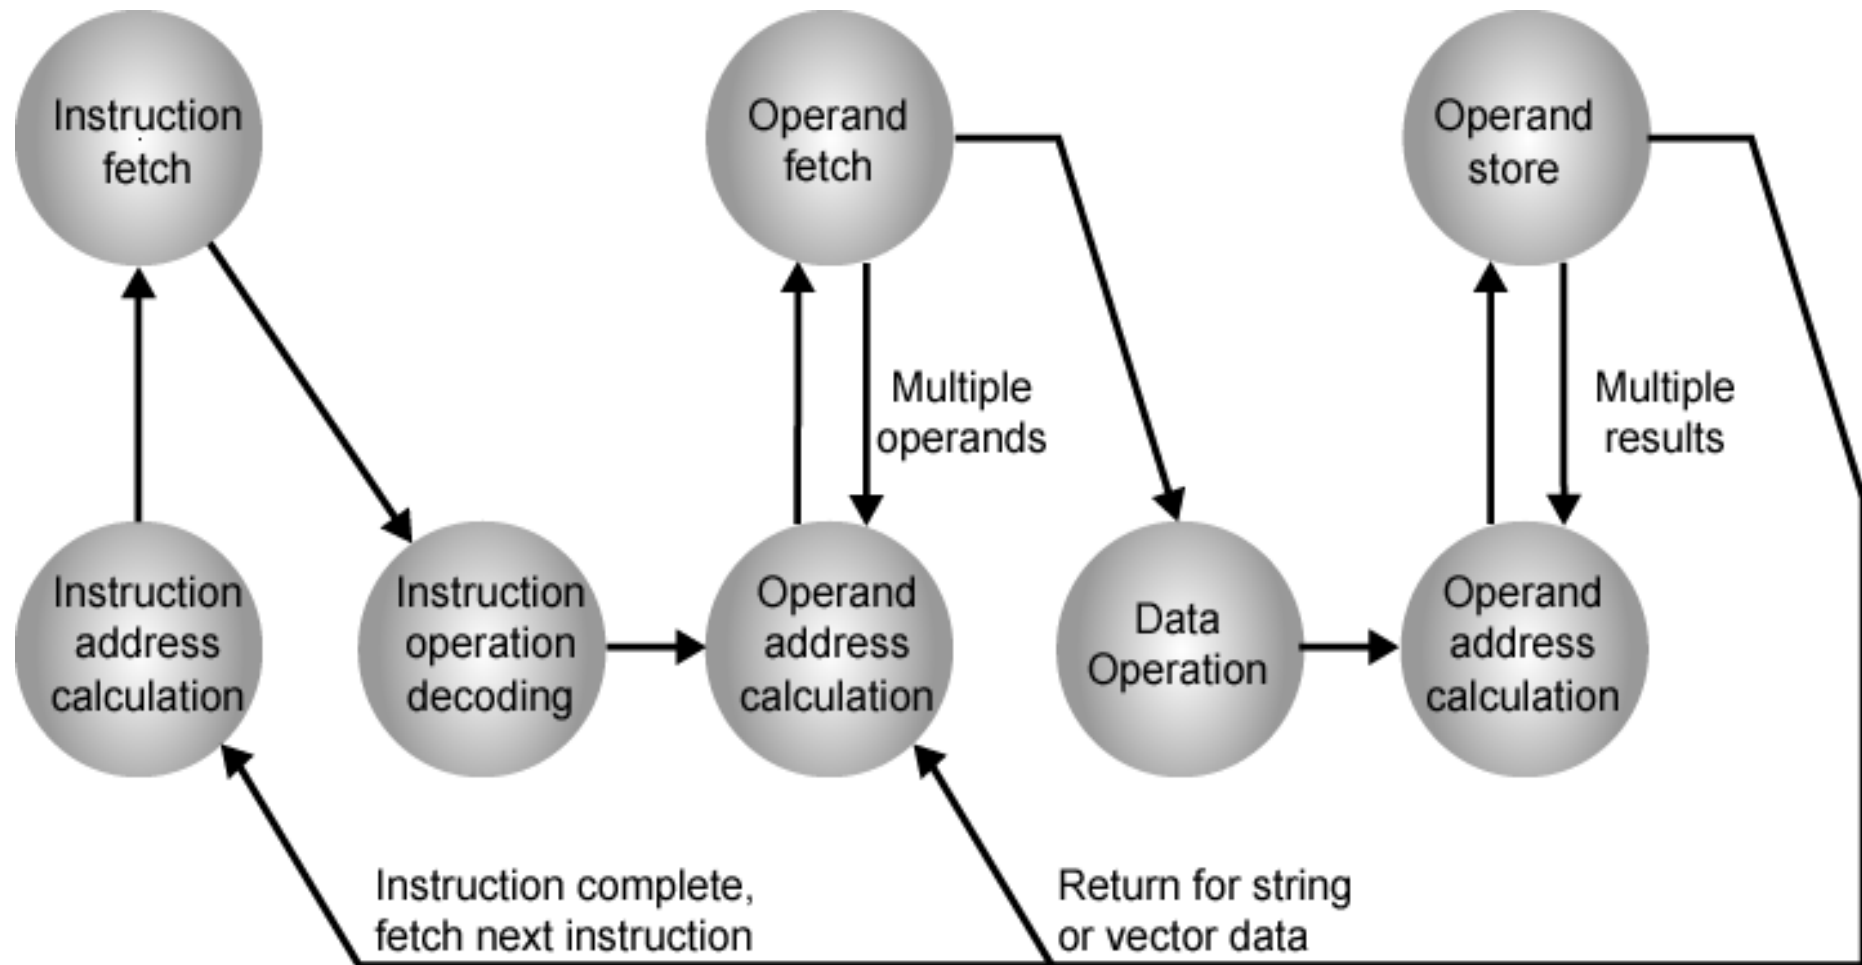 Instruction
fetch
Operand
fetch
Operand
store
Multiple
operands
Multiple
results
Instruction
address
calculation
Instruction
operation
decoding
Operand
address
calculation
Data
Operation
Operand
address
calculation
Instruction complete,
fetch next instruction
Return for string
or vector data